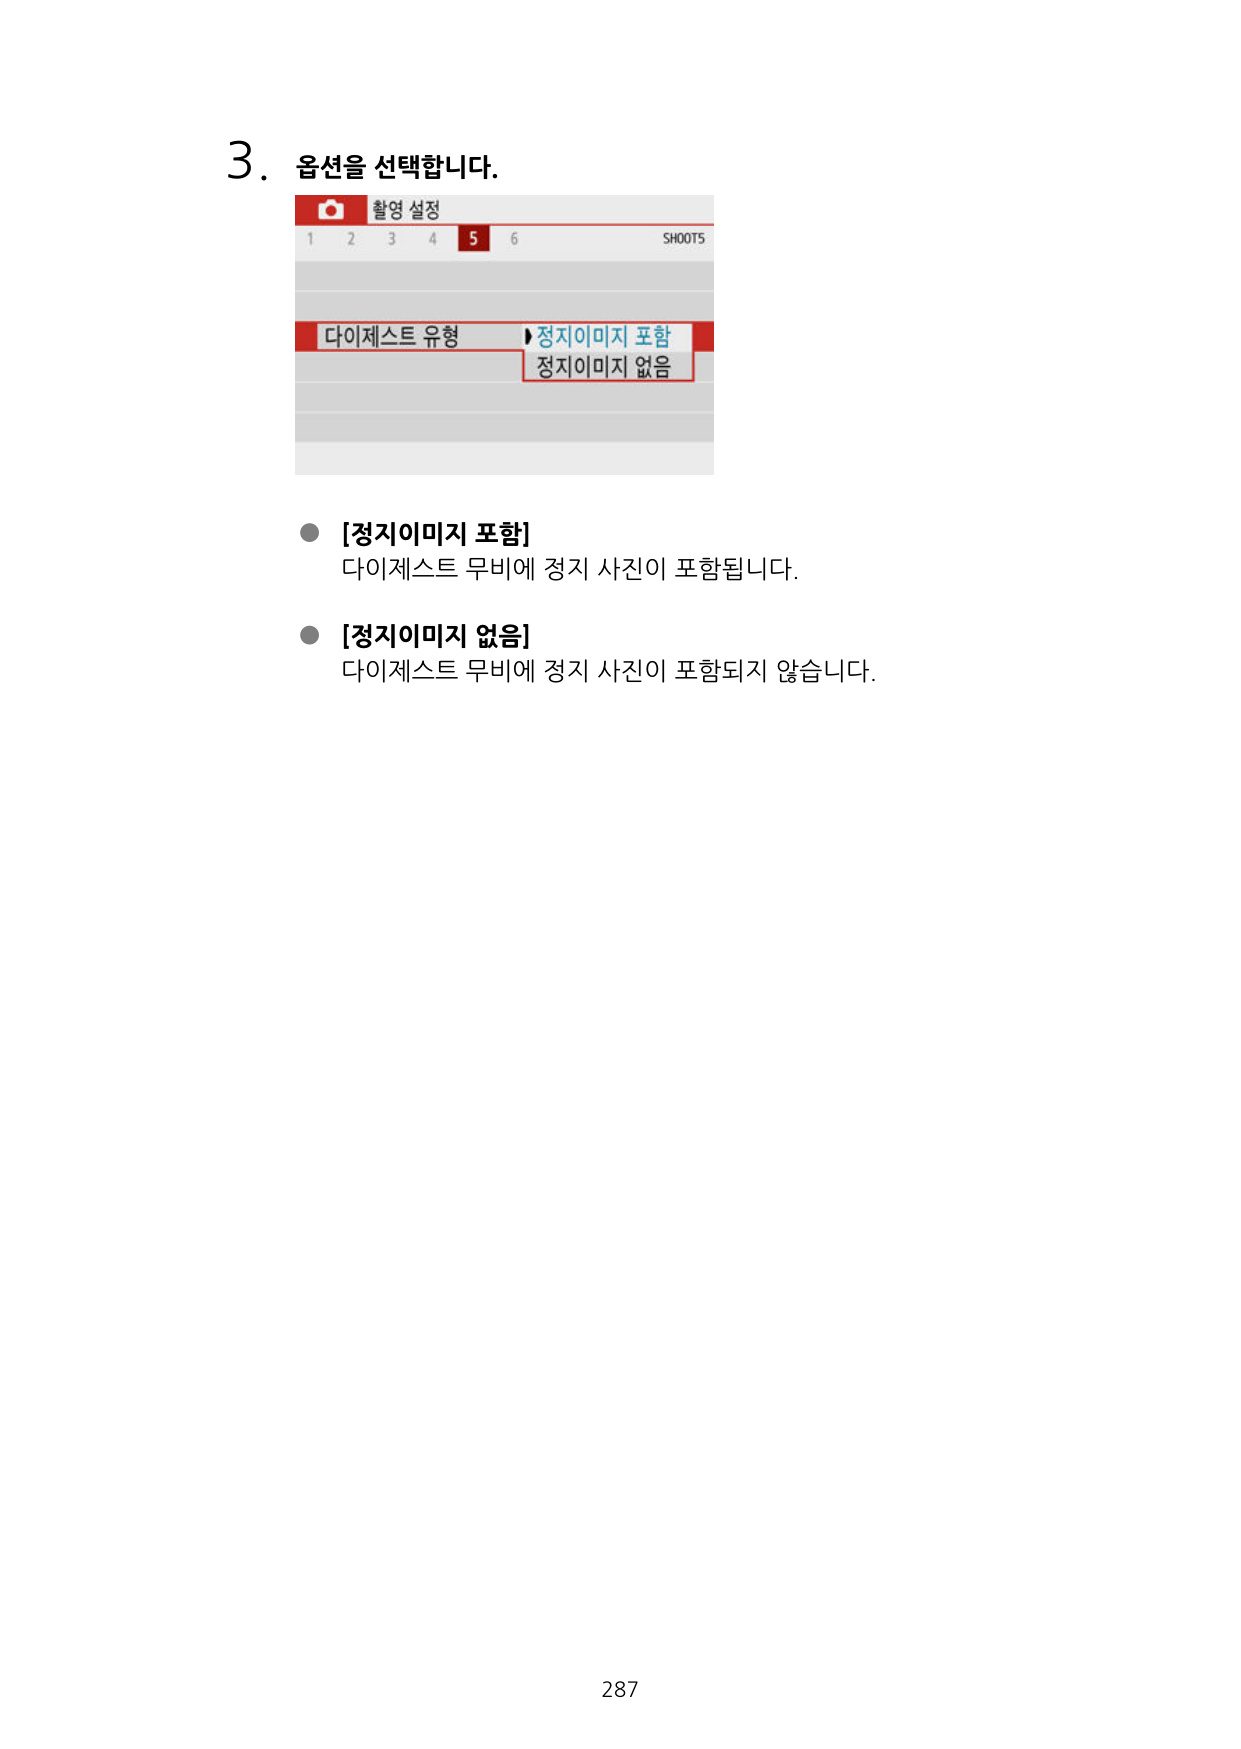 3. 옵션을 선택합니다.
촬영 설정
1 2 3 4 5 6 SHOOT5
다이제스트 유형 정지이미지 포함
정지이미지 없음
● [정지이미지 포함]
다이제스트 무비에 정지 사진이 포함됩니다.
● [정지이미지 없음]
다이제스트 무비에 정지 사진이 포함되지 않습니다.
287